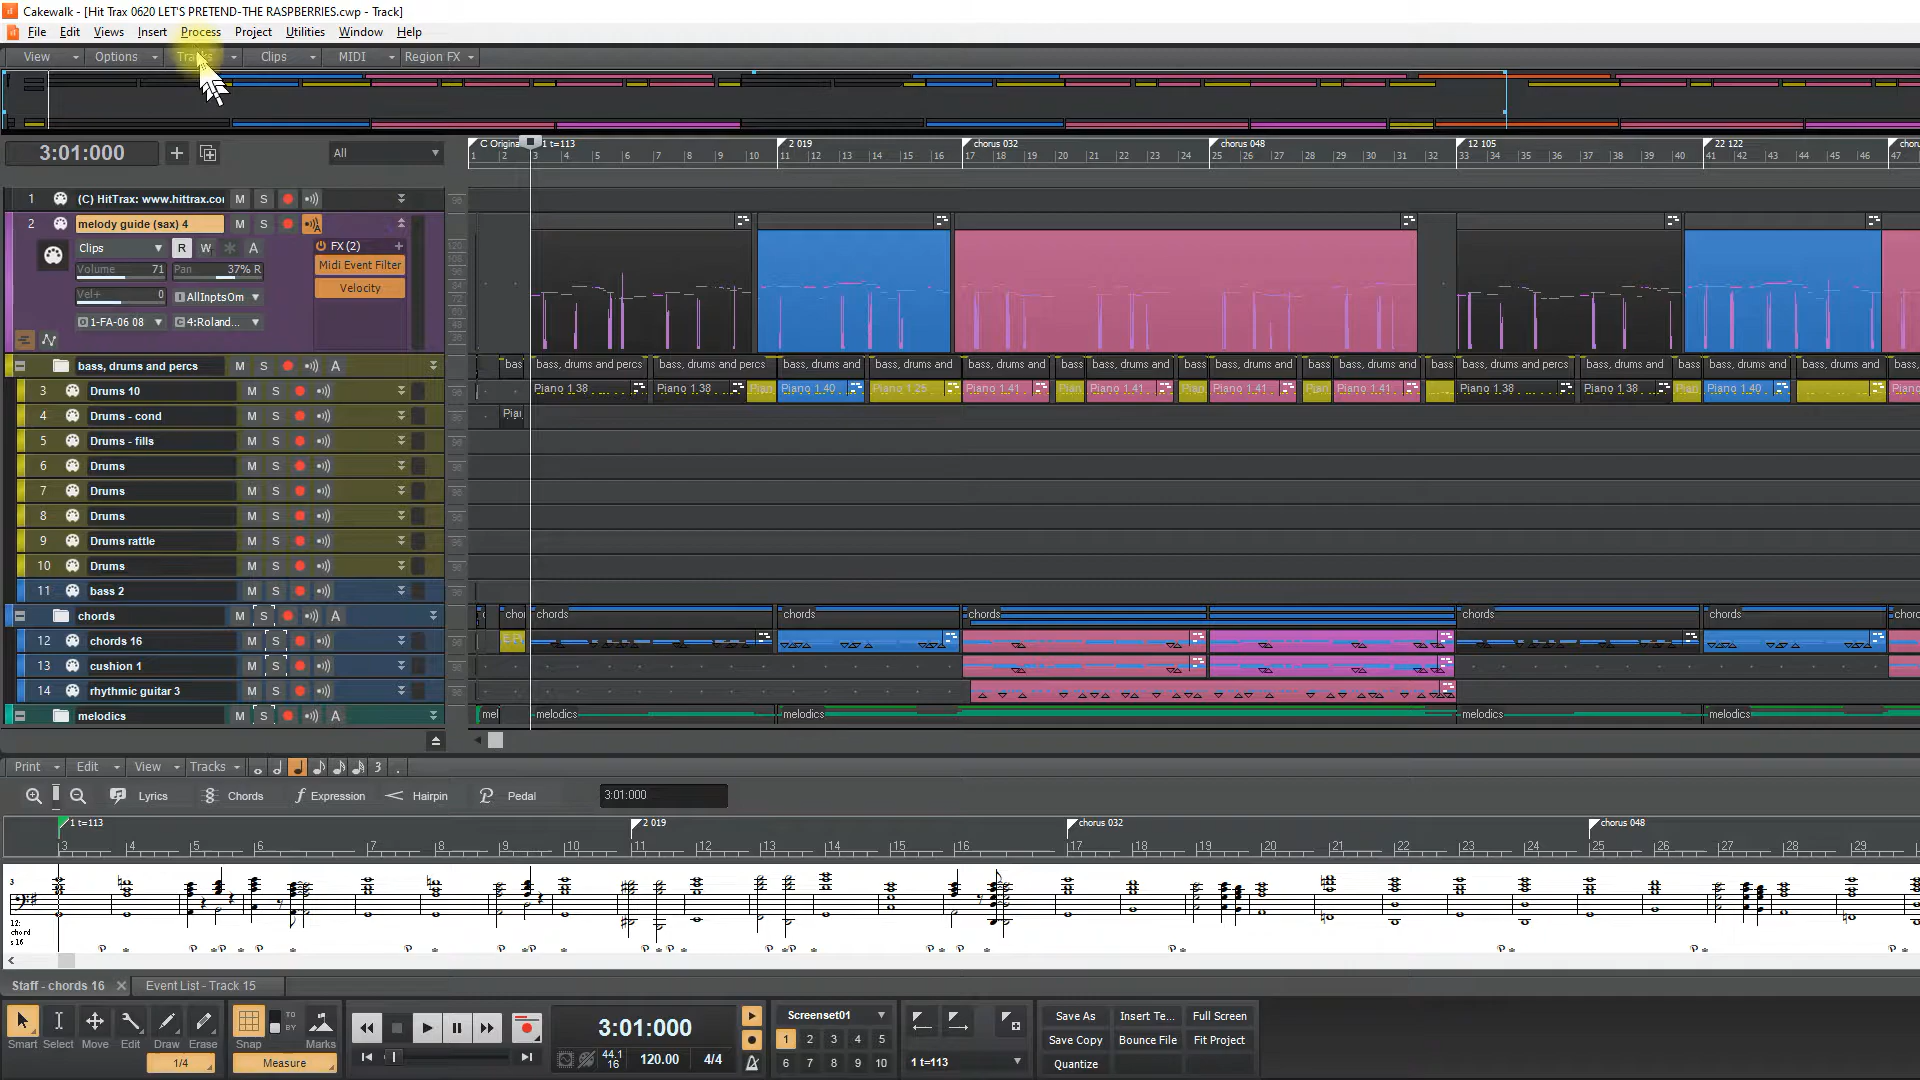 Cakewalk - [Hit Trax 0620 LET'S PRETEND-THE RASPBERRIES.cwp - Track]
File Edit Views Insert Process Project Utilities Window Help
View Options Tracks Clips MIDI Region FX
3:01:000 All
C Origina 1 t=113 2 019 chorus 032 chorus 048 12 105 22 122
1 2 3 4 5 6 7 8 9 10 11 12 13 14 15 16 17 18 19 20 21 22 23 24 25 26 27 28 29 30 31 32 33 34 35 36 37 38 39 40 41 42 43 44 45 46 47
1 (C) HitTrax: www.hittrax.co M S
2 melody guide (sax) 4 M S
Clips R W A FX (2)
Volume 71 Pan 37% R Midi Event Filter
Vel+ 0 AllInptsOm Velocity
1-FA-06 08 4:Roland...
bass, drums and percs M S A bass, drums and percs bass, drums and percs bass, drums and bass, drums and bass, drums and bass, bass, drums and bass, bass, drums and bass, bass, drums and bass, bass, drums and percs bass, drums and bass, bass, drums and bass, drums and
3 Drums 10 M S Piano 1.38 Piano 1.38 Pian Piano 1.40 Piano 1.25 Piano 1.41 Pian Piano 1.41 Pian Piano 1.41 Pian Piano 1.41 Piano 1.38 Piano 1.38 Pian Piano 1.40 Piano
4 Drums - cond M S
5 Drums - fills M S
6 Drums M S
7 Drums M S
8 Drums M S
9 Drums rattle M S
10 Drums M S
11 bass 2 M S
chords M S A chords chords chords chords chords
12 chords 16 M S
13 cushion 1 M S
14 rhythmic guitar 3 M S
melodics M S A mel melodics melodics melodics melodics
Print Edit View Tracks 3 .
Lyrics Chords Expression Hairpin Pedal 3:01:000
1 t=113 2 019 chorus 032 chorus 048
3 4 5 6 7 8 9 10 11 12 13 14 15 16 17 18 19 20 21 22 23 24 25 26 27 28 29
3
12:
chord
s 16
Staff - chords 16 Event List - Track 15
Smart Select Move Edit Draw Erase Snap TO BY Marks
1/4 Measure
3:01:000
44.1
16 120.00 4/4
Screenset01
1 2 3 4 5
6 7 8 9 10
1 t=113
Save As Insert Te... Full Screen
Save Copy Bounce File Fit Project
Quantize